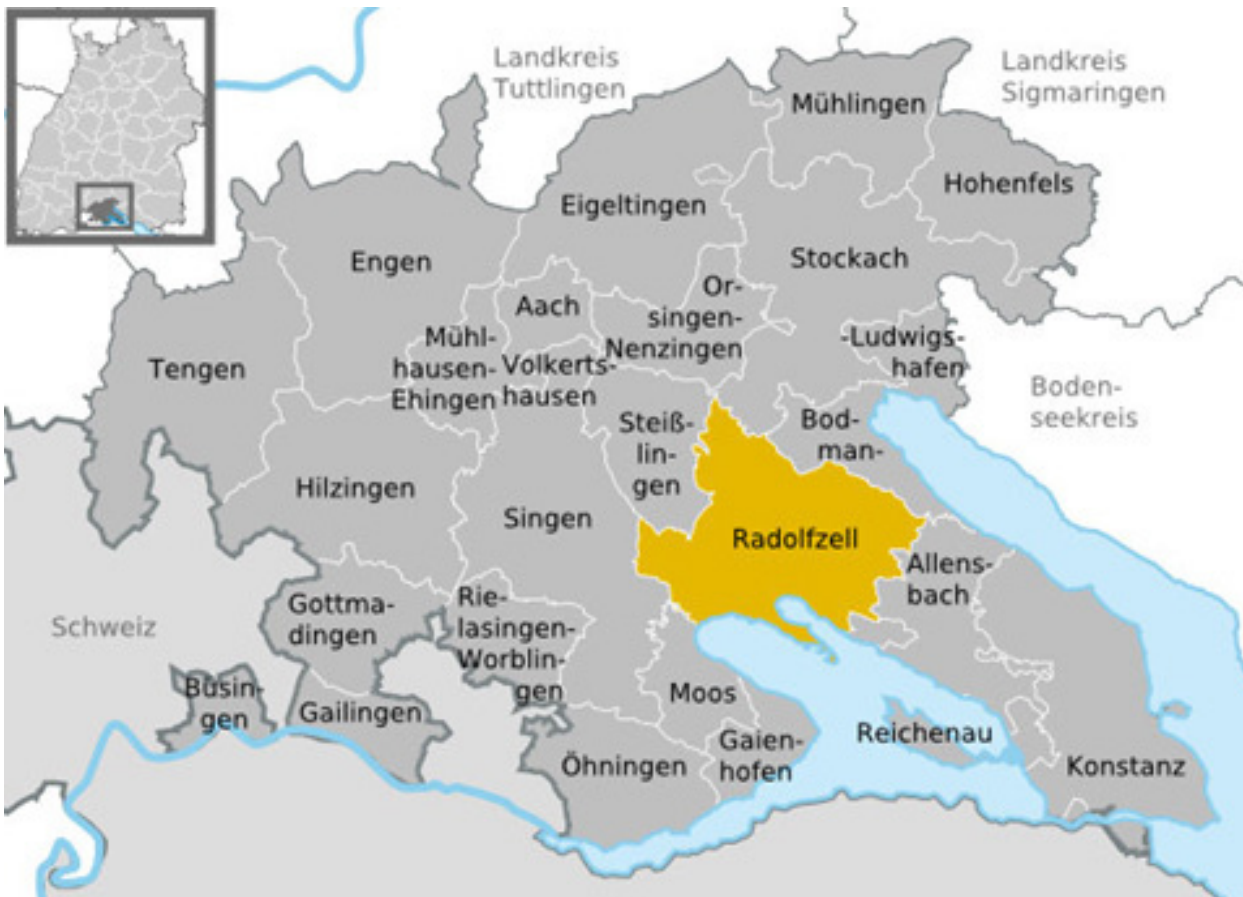 Landkreis
Tuttlingen
Landkreis
Sigmaringen
Mühlingen
Hohenfels
Eigeltingen
Stockach
Engen
Aach
Or-
singen-
Nenzingen
Mühl-
hausen-
Ehingen
Volkerts-
hausen
-Ludwigs-
hafen
Tengen
Boden-
seekreis
Steiß-
lin-
gen
Bod-
man-
Hilzingen
Singen
Radolfzell
Allens-
bach
Schweiz
Gottma-
dingen
Rie-
lasingen-
Worblin-
gen
Büsin-
gen
Gailingen
Moos
Öhningen
Gaien-
hofen
Reichenau
Konstanz